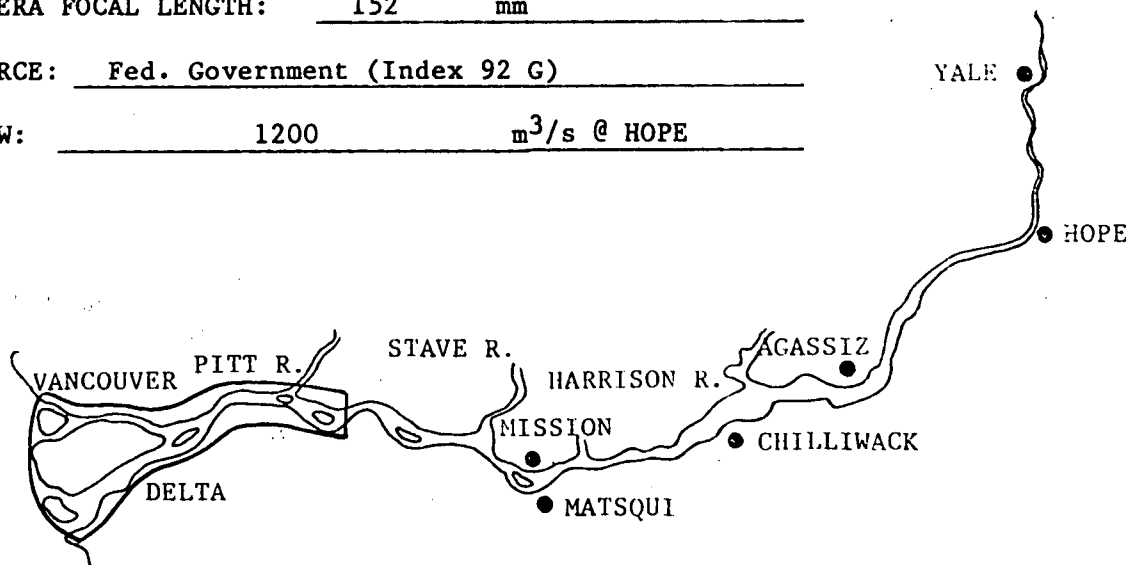 ERA FOCAL LENGTH: 152 mm
RCE: Fed. Government (Index 92 G)
W: 1200 m³/s @ HOPE
YALE
HOPE
STAVE R.
AGASSIZ
PITT R.
VANCOUVER
HARRISON R.
MISSION
CHILLIWACK
DELTA
MATSQUI